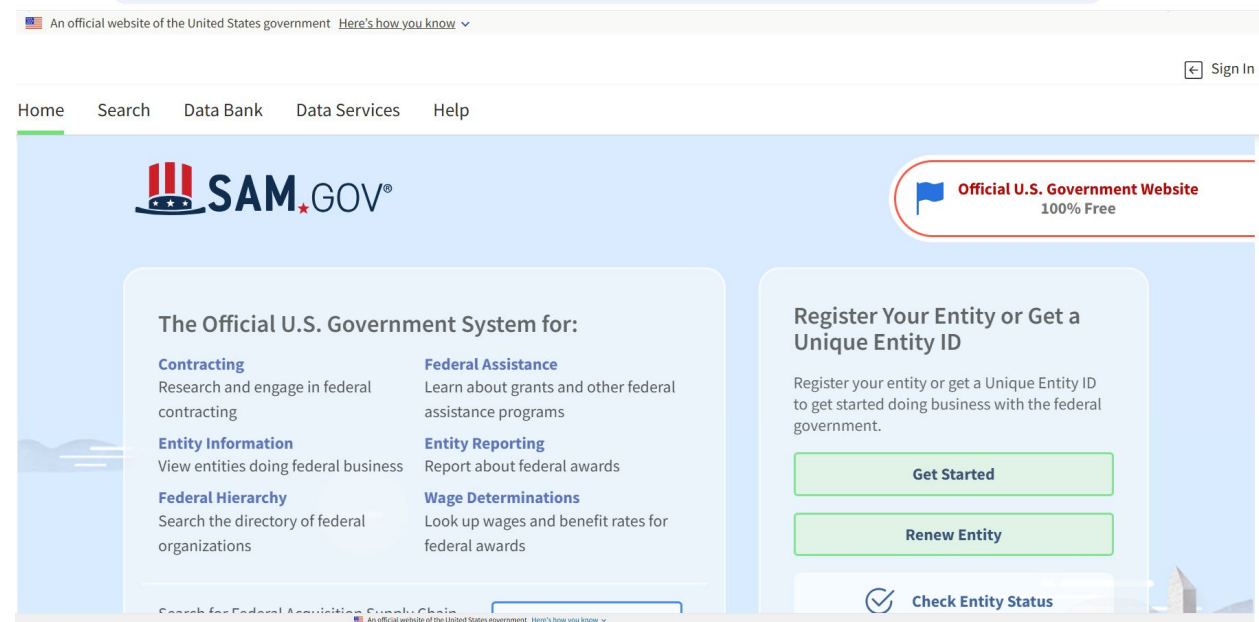 An official website of the United States government Here's how you know
Sign In
Home Search Data Bank Data Services Help
SAM.GOV®
Official U.S. Government Website
100% Free
The Official U.S. Government System for:
Contracting
Research and engage in federal
contracting
Federal Assistance
Learn about grants and other federal
assistance programs
Entity Information
View entities doing federal business
Entity Reporting
Report about federal awards
Federal Hierarchy
Search the directory of federal
organizations
Wage Determinations
Look up wages and benefit rates for
federal awards
Search for Federal Acquisition Supply Chain
Register Your Entity or Get a
Unique Entity ID
Register your entity or get a Unique Entity ID
to get started doing business with the federal
government.
Get Started
Renew Entity
Check Entity Status
An official website of the United States government Here's how you know